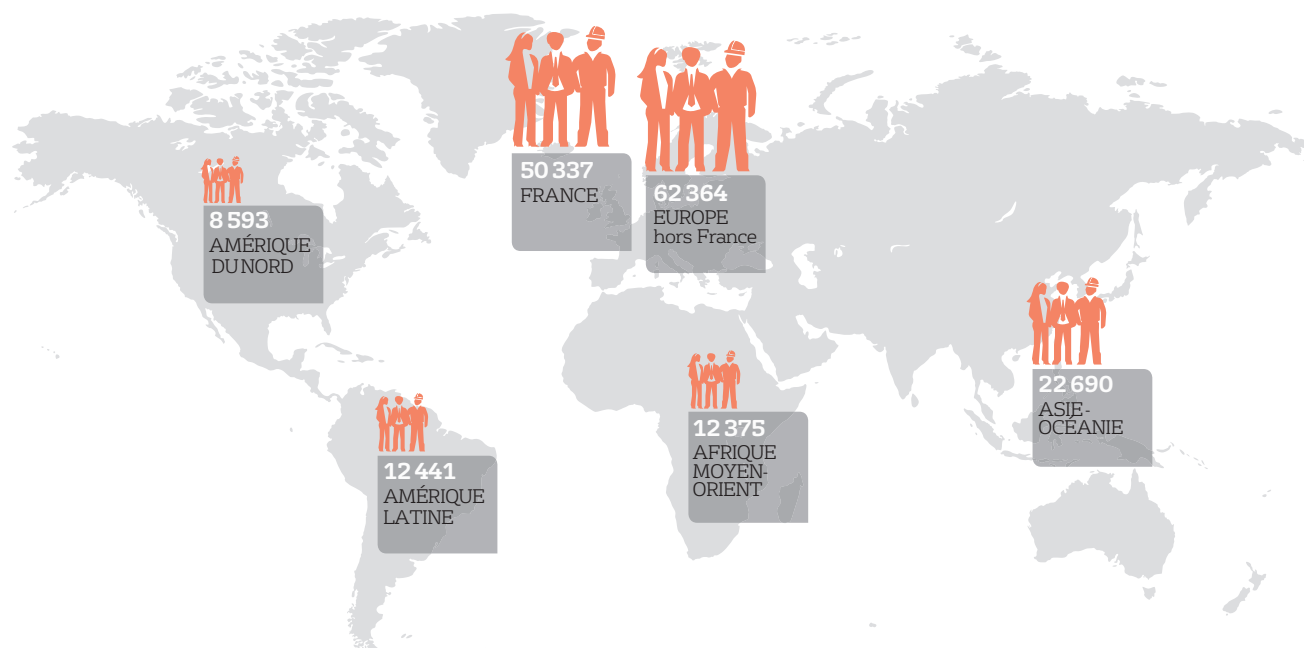 50 337
FRANCE
62 364
EUROPE
hors France
8 593
AMÉRIQUE
DU NORD
22 690
ASIE-
OCÉANIE
12 375
AFRIQUE
MOYEN-
ORIENT
12 441
AMÉRIQUE
LATINE